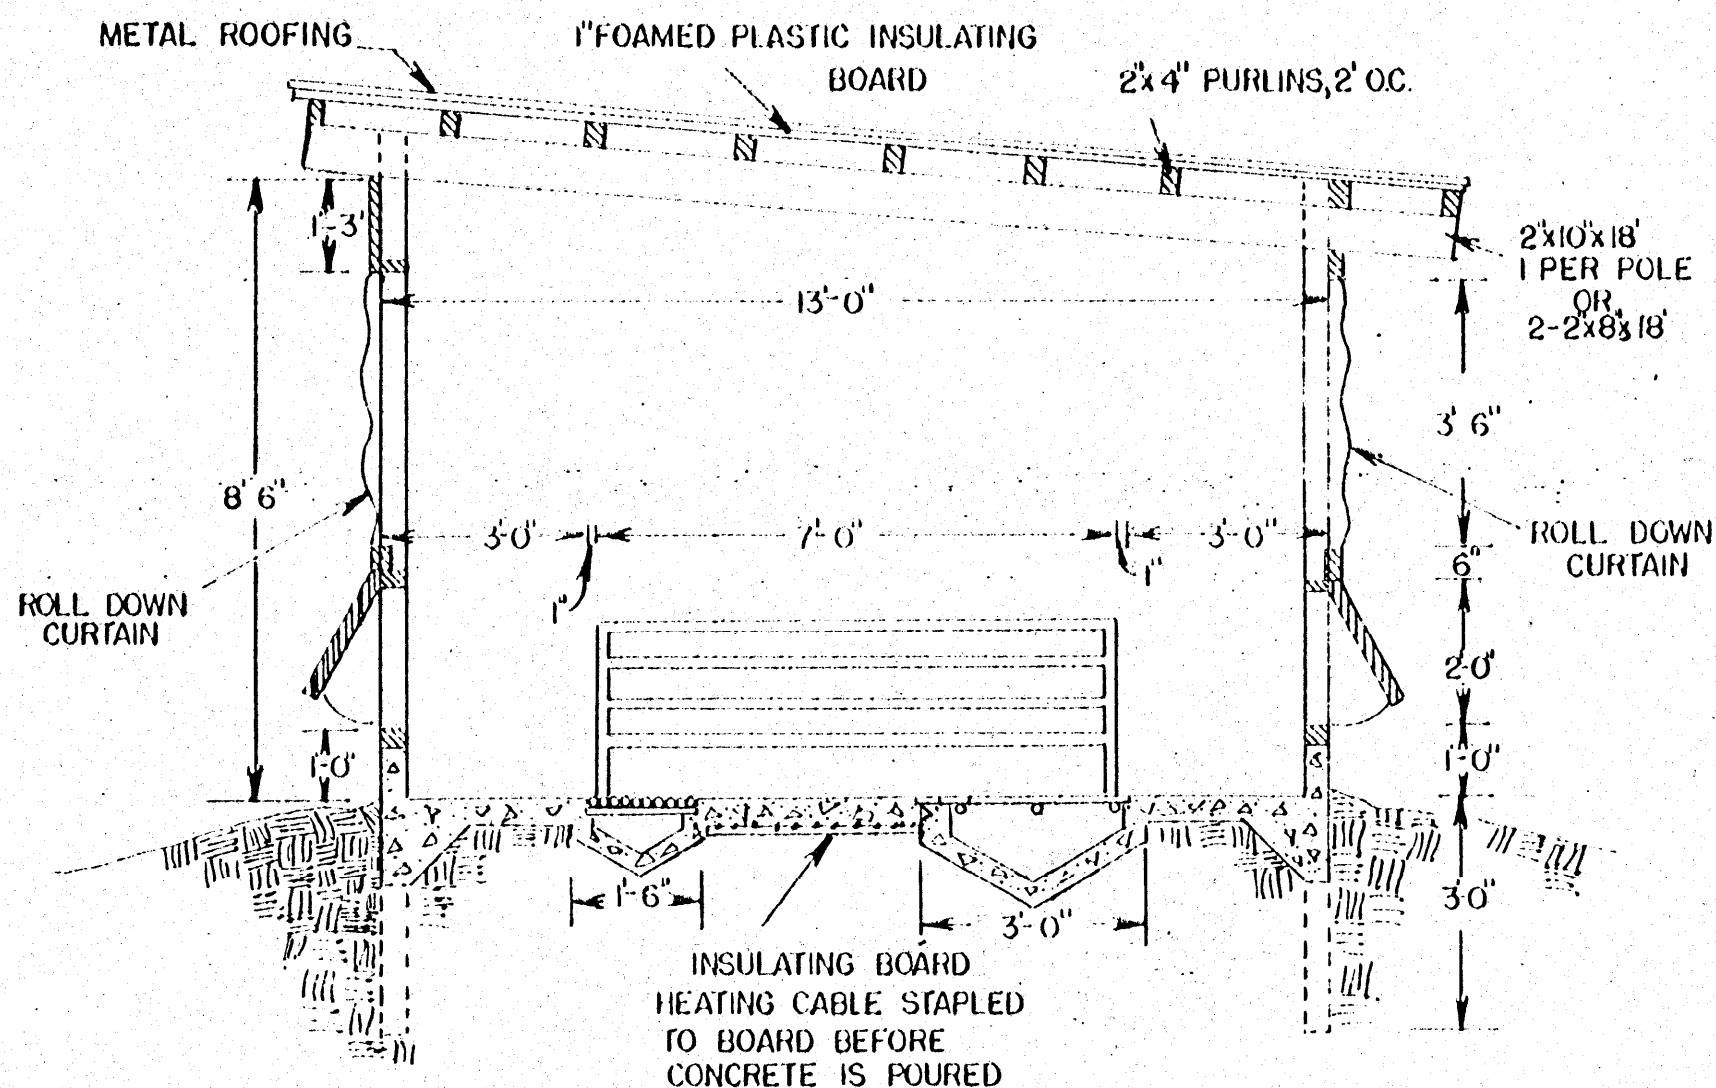 METAL ROOFING
1"FOAMED PLASTIC INSULATING
BOARD
2"x4" PURLINS, 2' O.C.
1'-3'
2"x10"x18'
1 PER POLE
OR
2-2"x8"x18'
13'-0"
3' 6"
8' 6"
3'-0"
7'-0"
3'-0"
ROLL DOWN
CURTAIN
6"
1"
1"
ROLL DOWN
CURTAIN
2'-0'
1'-0'
1'-0"
1'-6"
3'-0"
3'0"
INSULATING BOARD
HEATING CABLE STAPLED
TO BOARD BEFORE
CONCRETE IS POURED